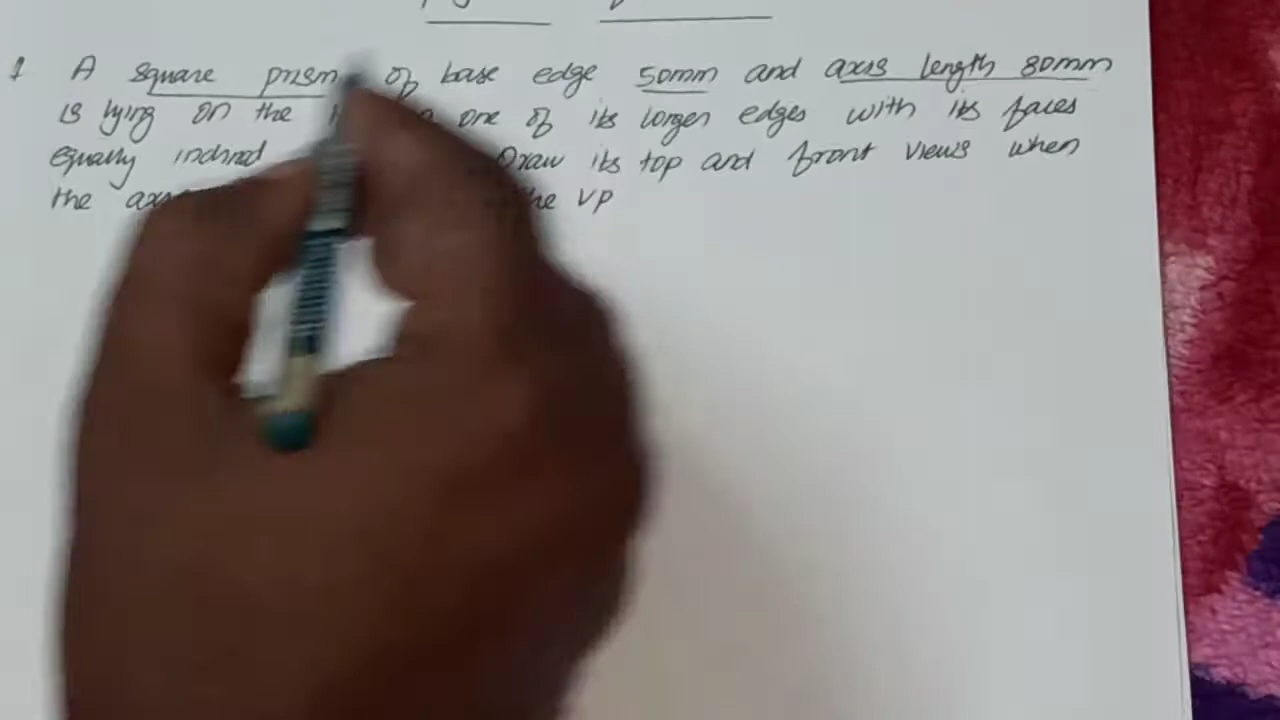 1 A square prism of base edge 50mm and axis length 80mm
is lying on the one of its longer edges with its faces
equally inclined Draw its top and front views when
the the VP